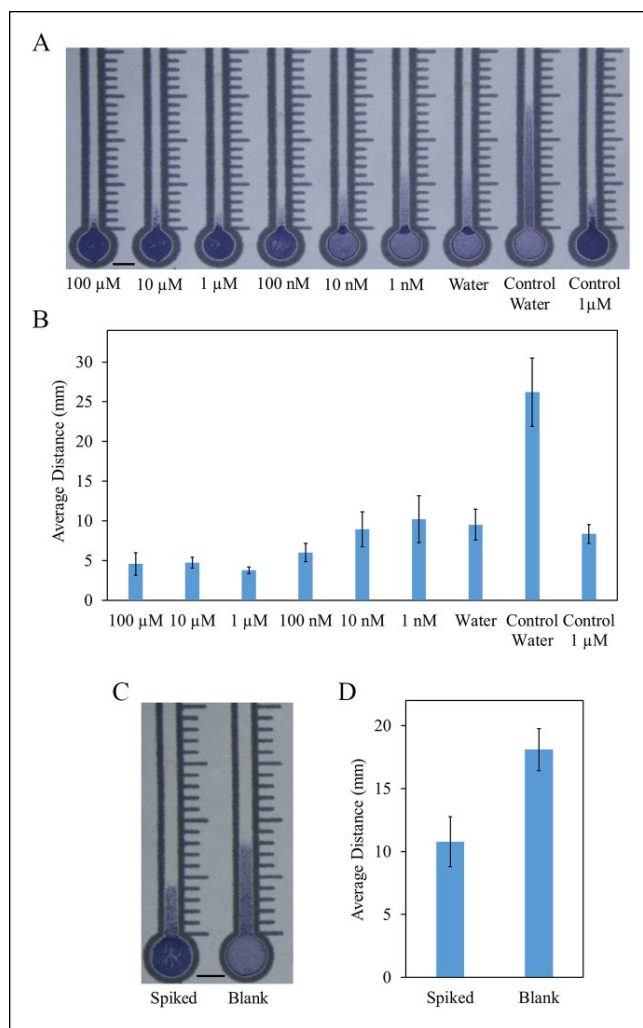 A
100 µM 10 µM 1 µM 100 nM 10 nM 1 nM Water Control Water Control 1µM
B
Average Distance (mm)
30
25
20
15
10
5
0
100 µM 10 µM 1 µM 100 nM 10 nM 1 nM Water Control Water Control 1 µM
C
Spiked Blank
D
Average Distance (mm)
20
15
10
5
0
Spiked Blank